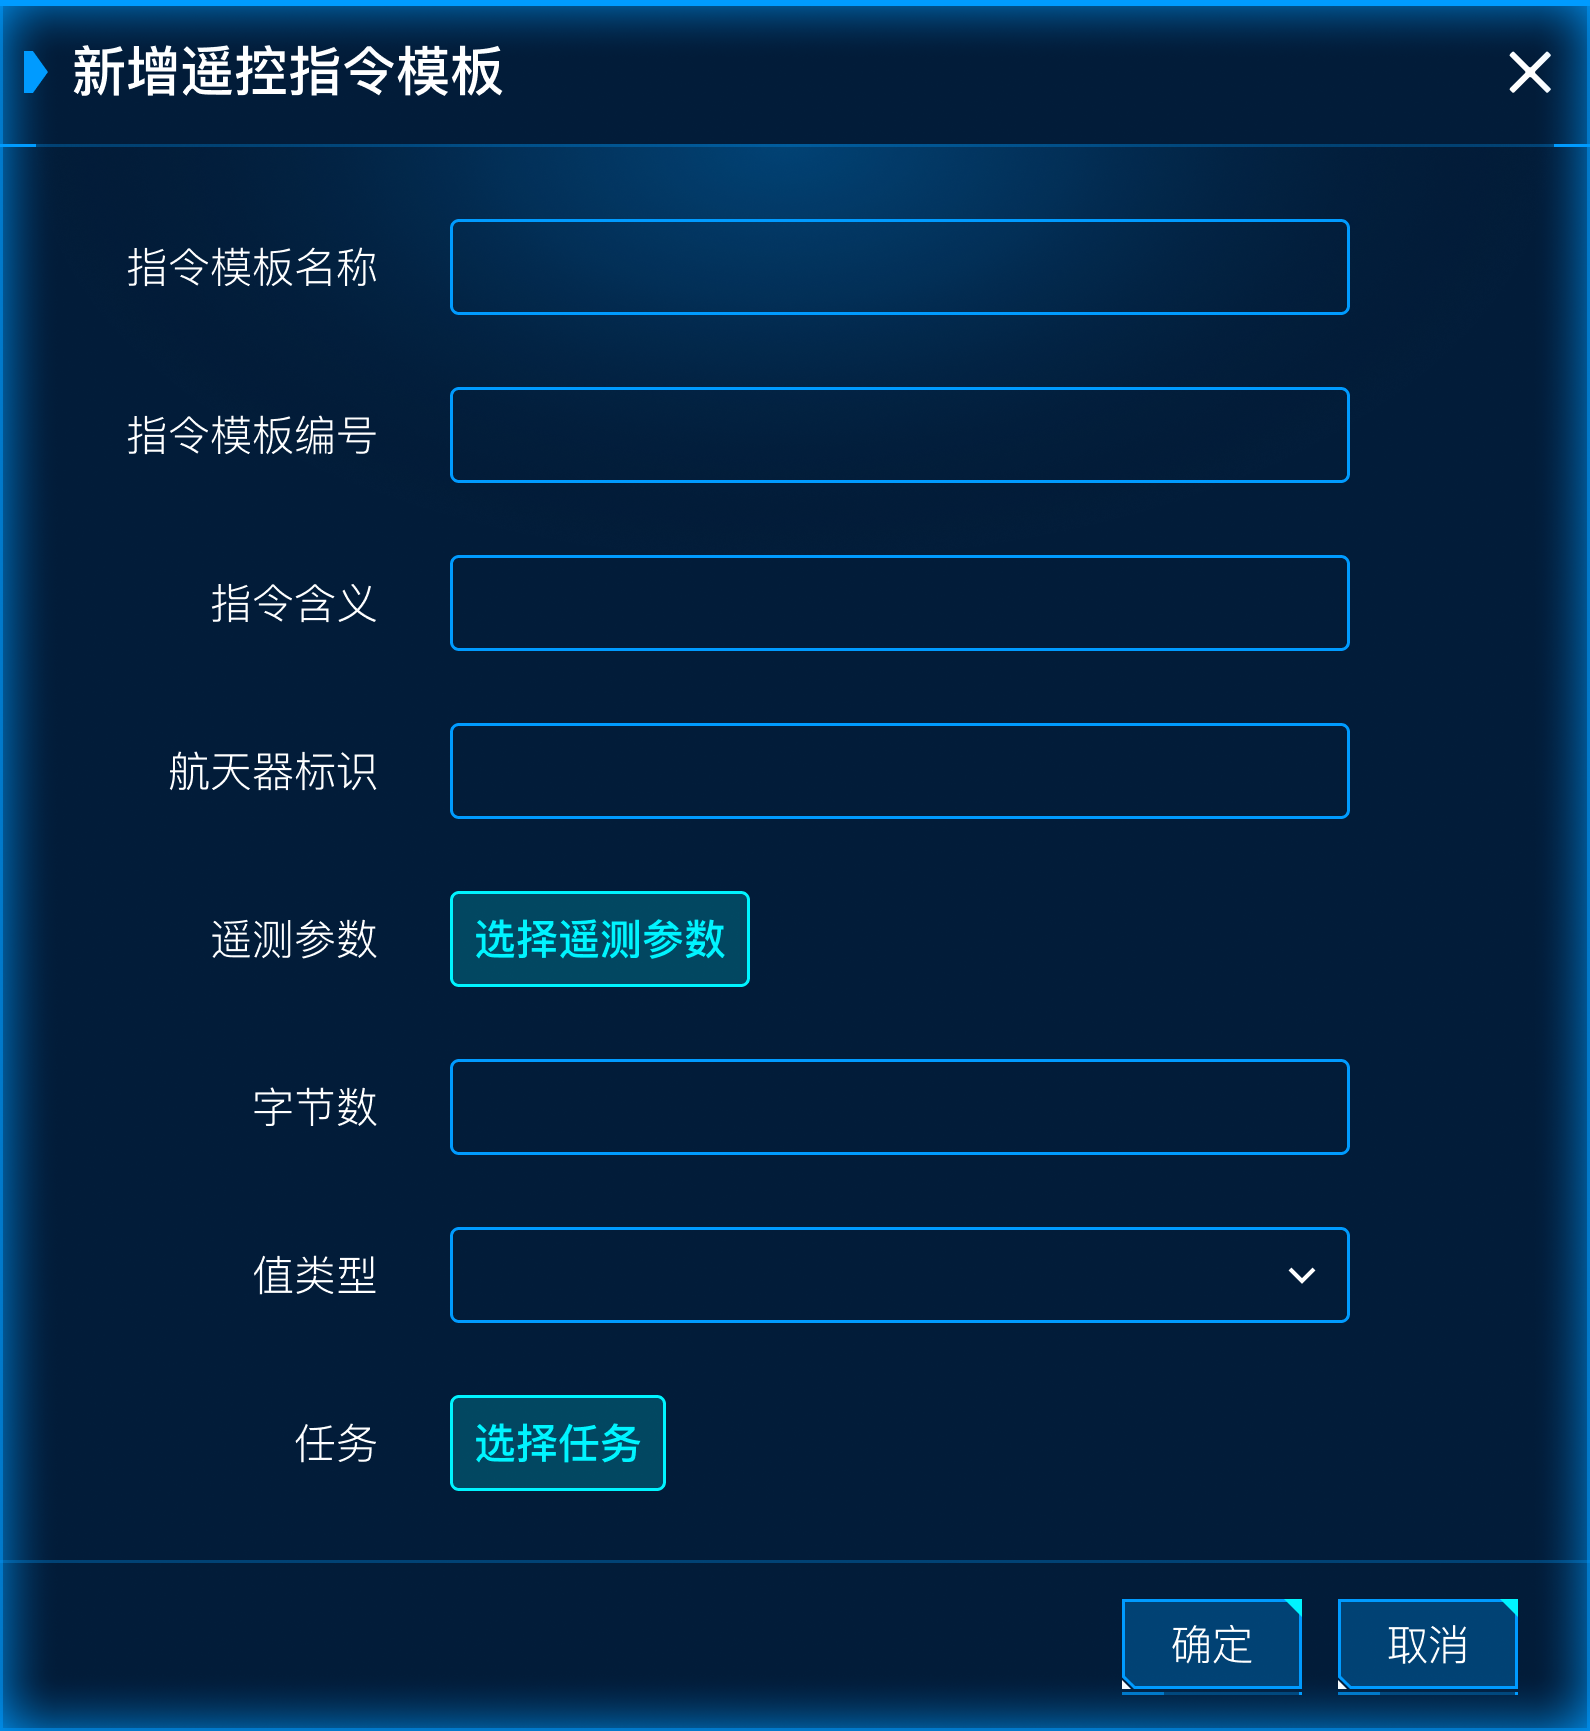 新增遥控指令模板
指令模板名称
指令模板编号
指令含义
航天器标识
遥测参数 选择遥测参数
字节数
值类型
任务 选择任务
确定 取消